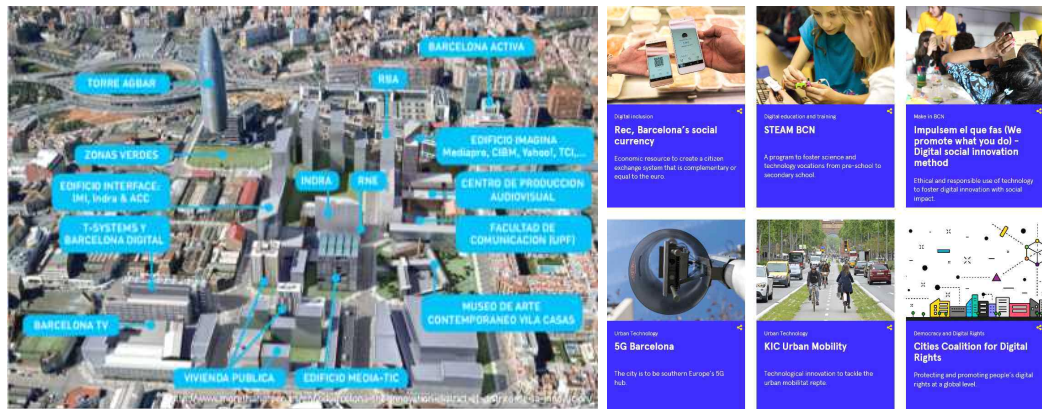 BARCELONA ACTIVA
RBA
TORRE AGBAR
EDIFICIO IMAGINA
Mediapro, CIBM, Yahoo!, TCI,...
ZONAS VERDES
INDRA
RNE
CENTRO DE PRODUCCION
AUDIOVISUAL
EDIFICIO INTERFACE:
IMI, Indra & ACC
T-SYSTEMS Y
BARCELONA DIGITAL
FACULTAD DE
COMUNICACION (UPF)
MUSEO DE ARTE
CONTEMPORANEO VILA CASAS
BARCELONA TV
VIVIENDA PUBLICA
EDIFICIO MEDIA-TIC
Digital inclusion
Rec, Barcelona's social
currency
Economic resource to create a citizen
exchange system that is complementary or
equal to the euro.
Digital education and training
STEAM BCN
A program to foster science and
technology vocations from pre-school to
secondary school.
Make in BCN
Impulsem el que fas (We
promote what you do) -
Digital social innovation
method
Ethical and responsible use of technology
to foster digital innovation with social
impact.
Urban Technology
5G Barcelona
The city is to be southern Europe's 5G
hub.
Urban Technology
KIC Urban Mobility
Technological innovation to tackle the
urban mobilitat repte.
Democracy and Digital Rights
Cities Coalition for Digital
Rights
Protecting and promoting people's digital
rights at a global level.